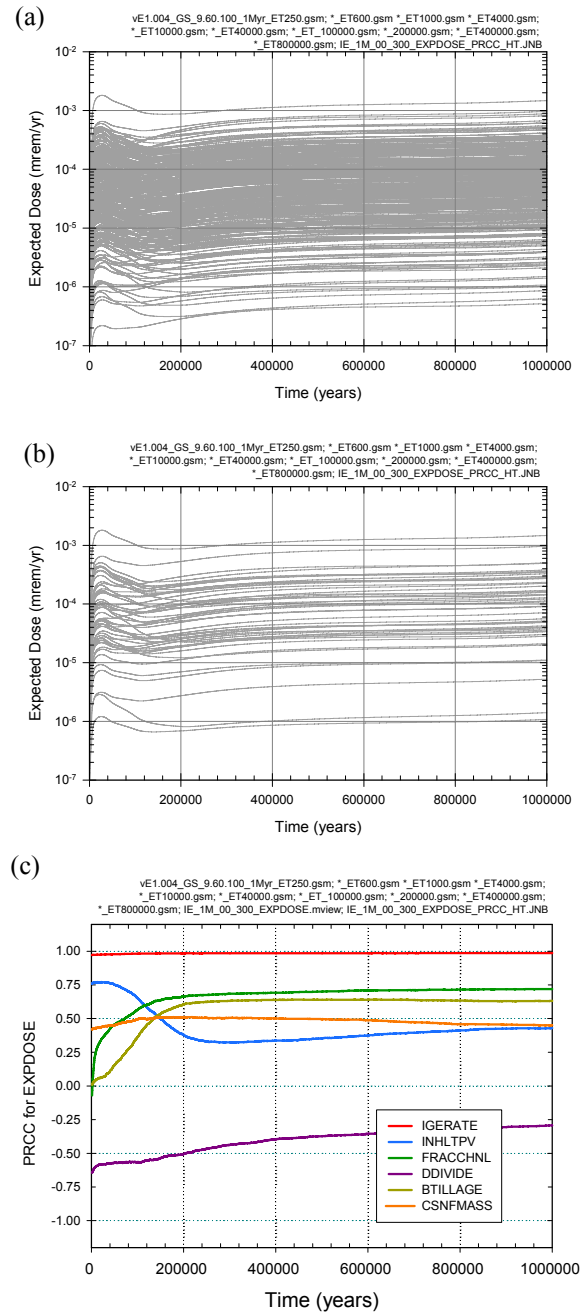 (a)
vE1.004_GS_9.60.100_1Myr_ET250.gsm; *_ET600.gsm *_ET1000.gsm *_ET4000.gsm;
*_ET10000.gsm; *_ET40000.gsm; *_ET_100000.gsm; *_200000.gsm; *_ET400000.gsm;
*_ET800000.gsm; IE_1M_00_300_EXPDOSE_PRCC_HT.JNB
Expected Dose (mrem/yr)
10-2
10-3
10-4
10-5
10-6
10-7
0 200000 400000 600000 800000 1000000
Time (years)
(b)
vE1.004_GS_9.60.100_1Myr_ET250.gsm; *_ET600.gsm *_ET1000.gsm *_ET4000.gsm;
*_ET10000.gsm; *_ET40000.gsm; *_ET_100000.gsm; *_200000.gsm; *_ET400000.gsm;
*_ET800000.gsm; IE_1M_00_300_EXPDOSE_PRCC_HT.JNB
Expected Dose (mrem/yr)
10-2
10-3
10-4
10-5
10-6
10-7
0 200000 400000 600000 800000 1000000
Time (years)
(c)
vE1.004_GS_9.60.100_1Myr_ET250.gsm; *_ET600.gsm *_ET1000.gsm *_ET4000.gsm;
*_ET10000.gsm; *_ET40000.gsm; *_ET_100000.gsm; *_200000.gsm; *_ET400000.gsm;
*_ET800000.gsm; IE_1M_00_300_EXPDOSE.mview; IE_1M_00_300_EXPDOSE_PRCC_HT.JNB
PRCC for EXPDOSE
1.00
0.75
0.50
0.25
0.00
-0.25
-0.50
-0.75
-1.00
IGERATE
INHLTPV
FRACCHNL
DDIVIDE
BTILLAGE
CSNFMASS
0 200000 400000 600000 800000 1000000
Time (years)